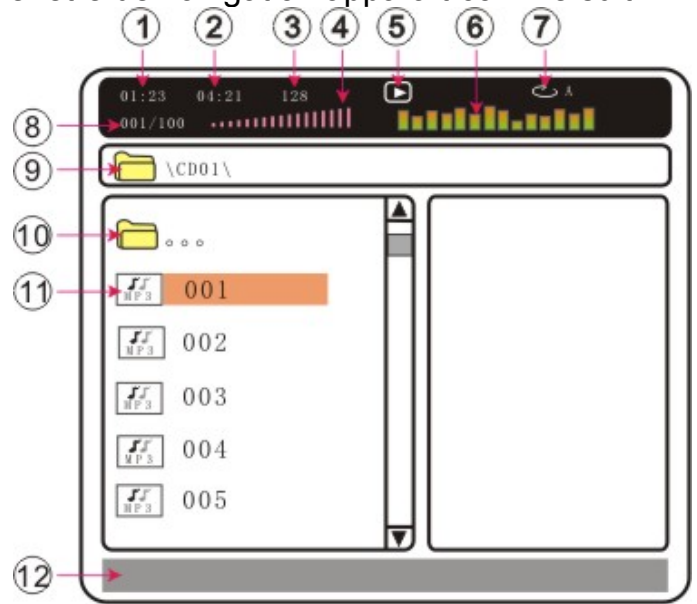 ① ② ③ ④ ⑤ ⑥ ⑦
01:23 04:21 128 A
⑧ 001/100
⑨ \CD01\
⑩ 。。。
⑪ MP3 001
MP3 002
MP3 003
MP3 004
MP3 005
⑫